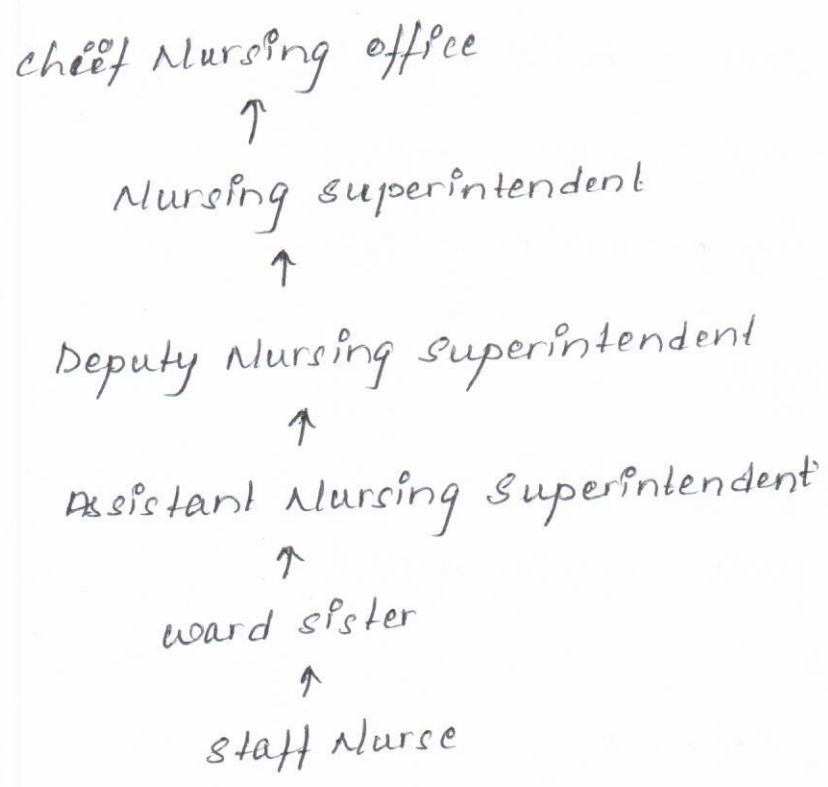 chief Nursing office
↑
Nursing superintendent
↑
Deputy Nursing superintendent
↑
Assistant Nursing superintendent
↑
ward sister
↑
staff Nurse